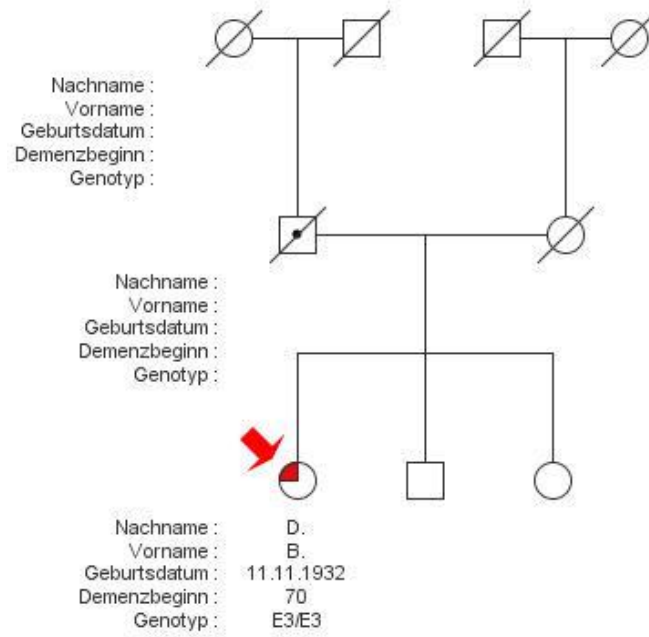 Nachname :
Vorname :
Geburtsdatum :
Demenzbeginn :
Genotyp :
Nachname :
Vorname :
Geburtsdatum :
Demenzbeginn :
Genotyp :
Nachname : D.
Vorname : B.
Geburtsdatum : 11.11.1932
Demenzbeginn : 70
Genotyp : E3/E3